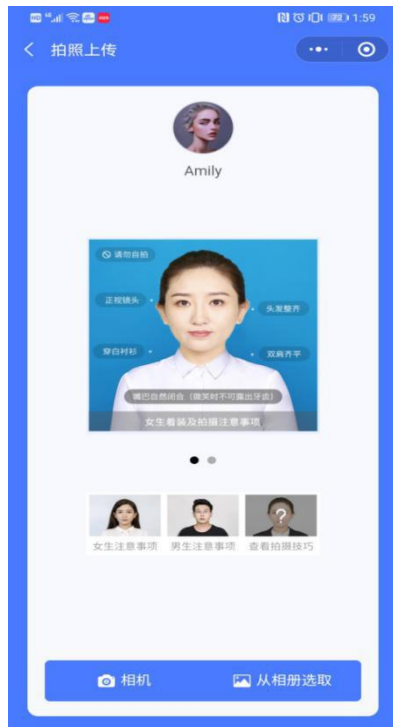 1:59
拍照上传
Amily
请勿自拍
正视镜头
头发整齐
穿白衬衫
双肩齐平
嘴巴自然闭合（微笑时不可露出牙齿）
女生着装及拍摄注意事项
?
女生注意事项 男生注意事项 查看拍摄技巧
相机 从相册选取